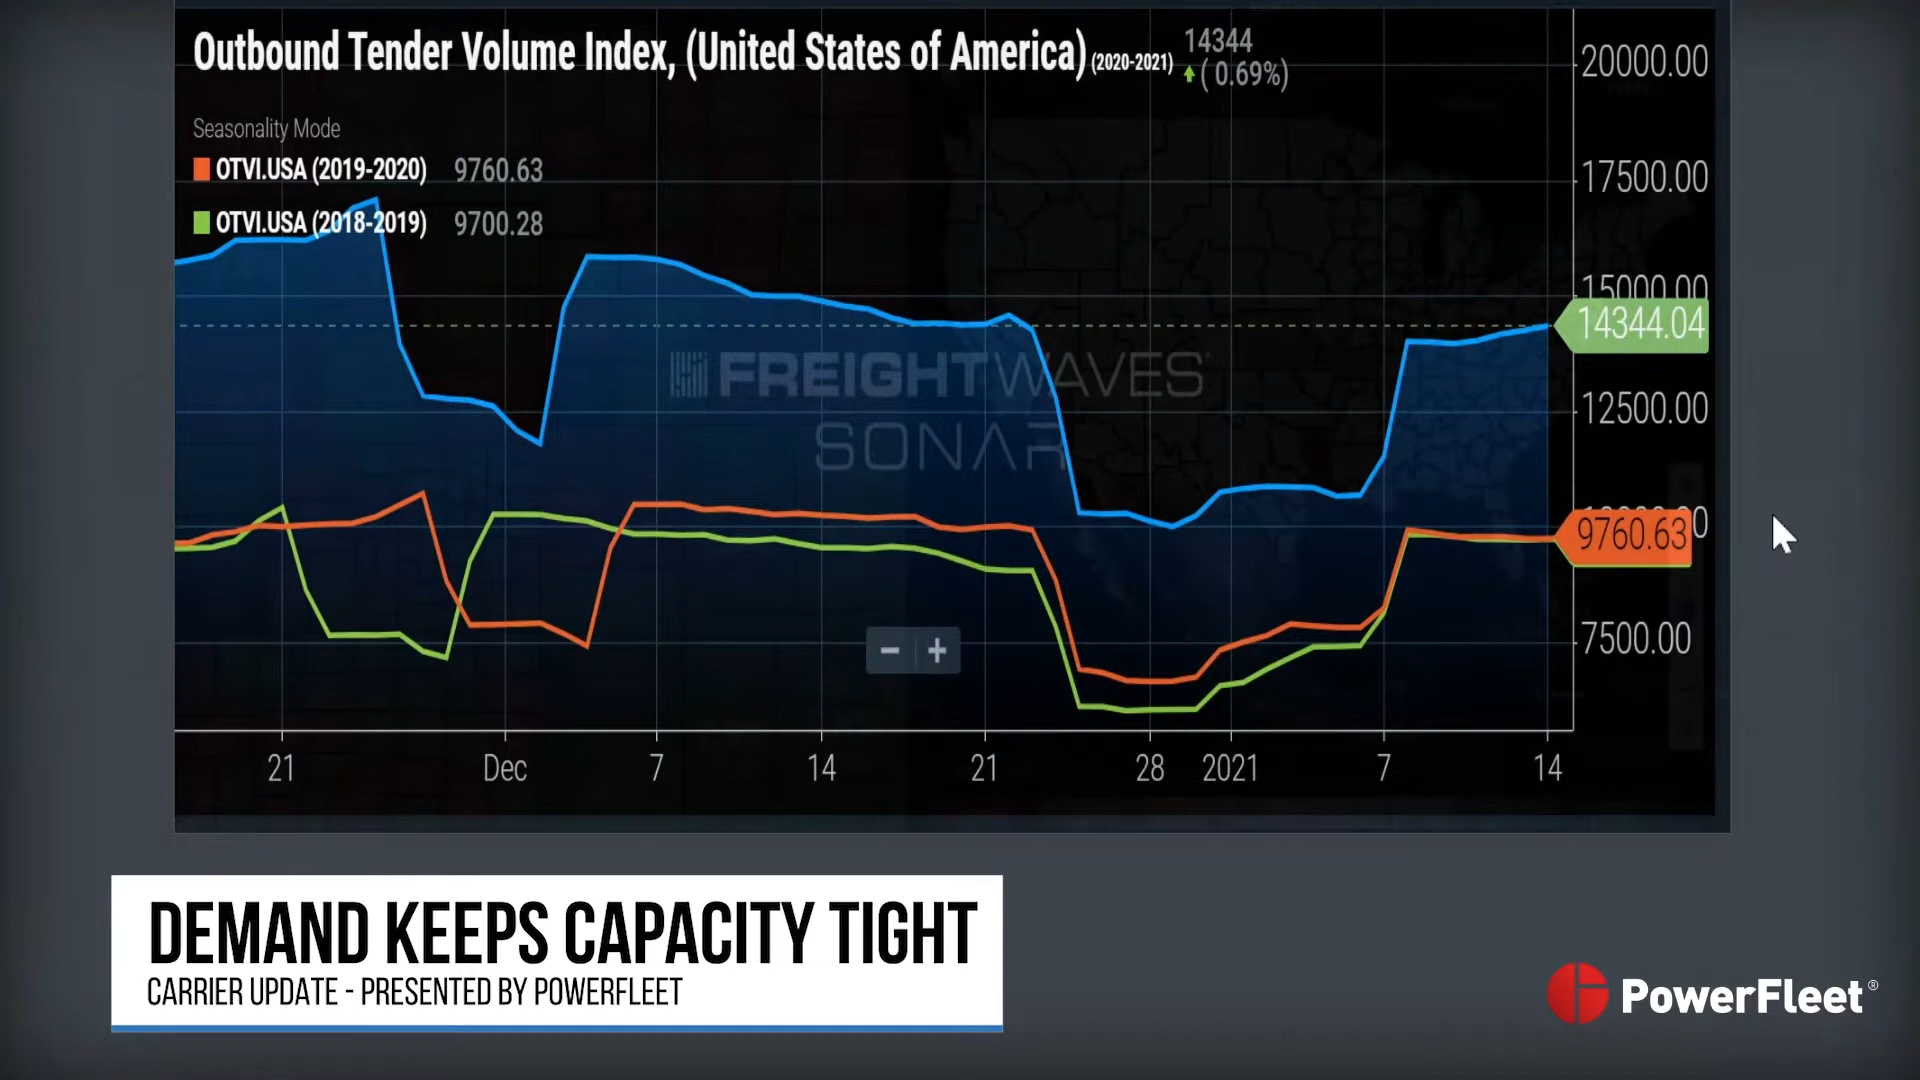 Outbound Tender Volume Index, (United States of America) (2020-2021) 14344
( 0.69%)
Seasonality Mode
OTVI.USA (2019-2020) 9760.63
OTVI.USA (2018-2019) 9700.28
20000.00
17500.00
15000.00
14344.04
12500.00
9760.63
7500.00
FREIGHTWAVES
SONAR
− +
21 Dec 7 14 21 28 2021 7 14
DEMAND KEEPS CAPACITY TIGHT
CARRIER UPDATE - PRESENTED BY POWERFLEET
PowerFleet®